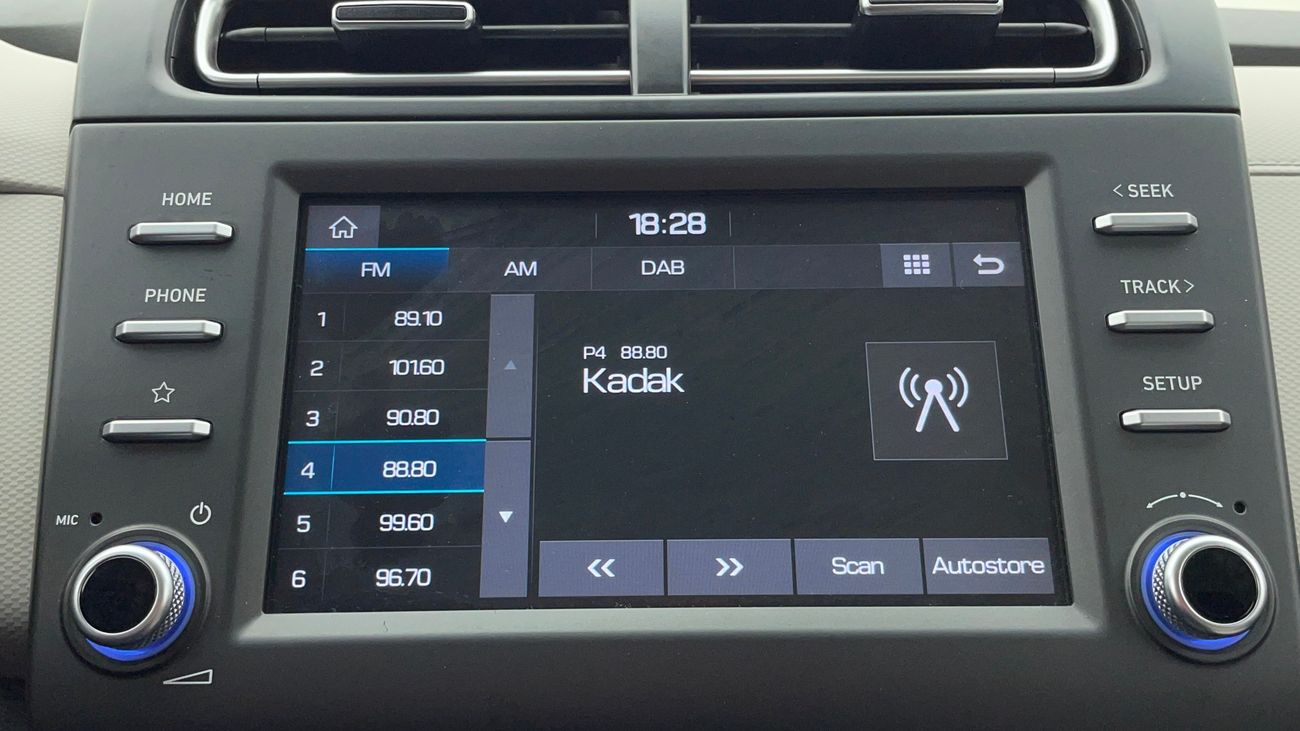 HOME
PHONE
MIC
18:28
FM AM DAB
1 89.10
2 101.60
3 90.80
4 88.80
5 99.60
6 96.70
P4 88.80
Kadak
<< >> Scan Autostore
< SEEK
TRACK >
SETUP